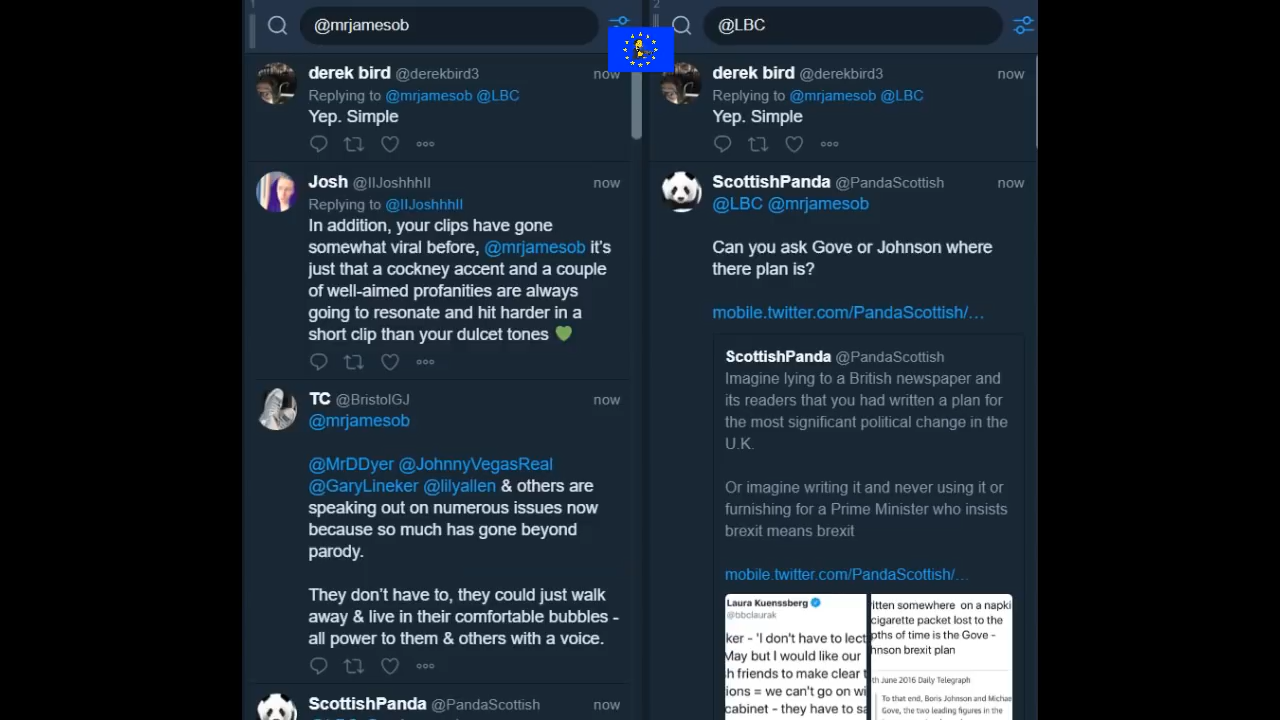 1
@mrjamesob
derek bird @derekbird3 now
Replying to @mrjamesob @LBC
Yep. Simple
Josh @IIJoshhhII now
Replying to @IIJoshhhII
In addition, your clips have gone
somewhat viral before, @mrjamesob it's
just that a cockney accent and a couple
of well-aimed profanities are always
going to resonate and hit harder in a
short clip than your dulcet tones 💚
TC @BristolGJ now
@mrjamesob
@MrDDyer @JohnnyVegasReal
@GaryLineker @lilyallen & others are
speaking out on numerous issues now
because so much has gone beyond
parody.
They don't have to, they could just walk
away & live in their comfortable bubbles -
all power to them & others with a voice.
ScottishPanda @PandaScottish now
2
@LBC
derek bird @derekbird3 now
Replying to @mrjamesob @LBC
Yep. Simple
ScottishPanda @PandaScottish now
@LBC @mrjamesob
Can you ask Gove or Johnson where
there plan is?
mobile.twitter.com/PandaScottish/…
ScottishPanda @PandaScottish
Imagine lying to a British newspaper and
its readers that you had written a plan for
the most significant political change in the
U.K.
Or imagine writing it and never using it or
furnishing for a Prime Minister who insists
brexit means brexit
mobile.twitter.com/PandaScottish/…
Laura Kuenssberg
@bbclaurak
ker - 'I don't have to lect
May but I would like our
h friends to make clear t
ions = we can't go on wi
cabinet - they have to sa
itten somewhere on a napki
cigarette packet lost to the
pths of time is the Gove -
hnson brexit plan
th June 2016 Daily Telegraph
To that end, Boris Johnson and Michae
Gove, the two leading figures in the